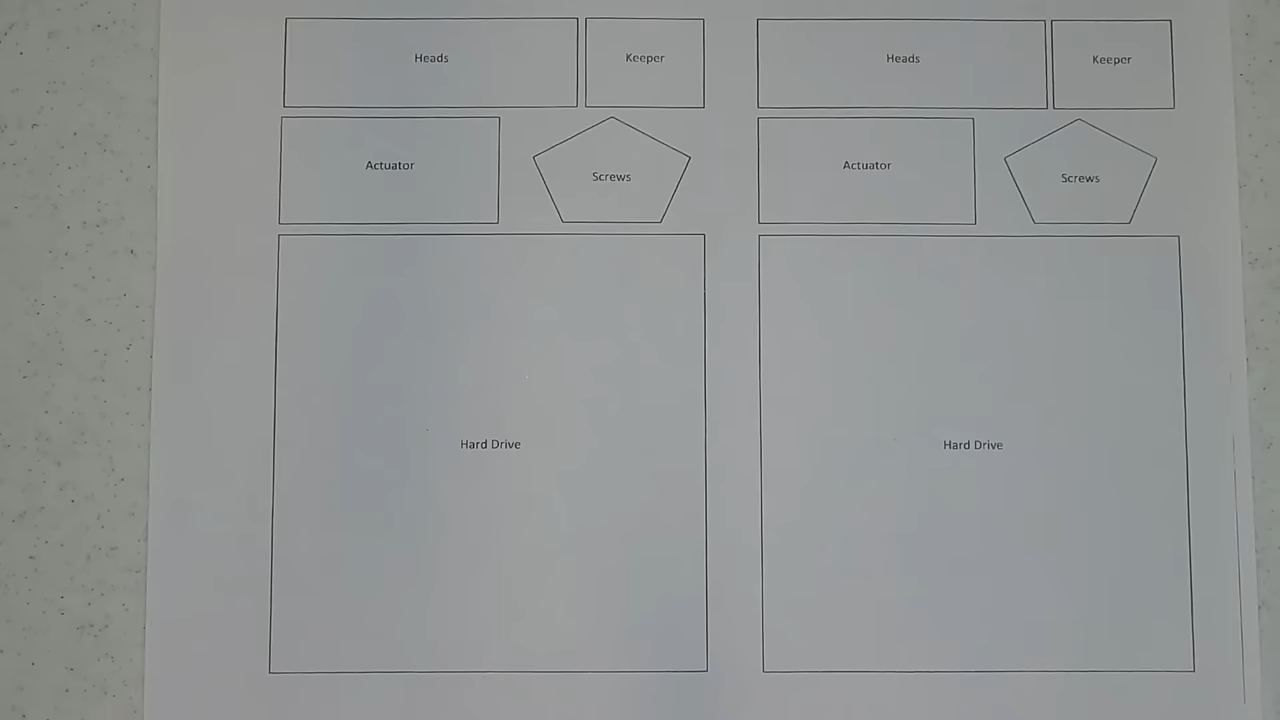 Heads
Keeper
Actuator
Screws
Hard Drive
Heads
Keeper
Actuator
Screws
Hard Drive